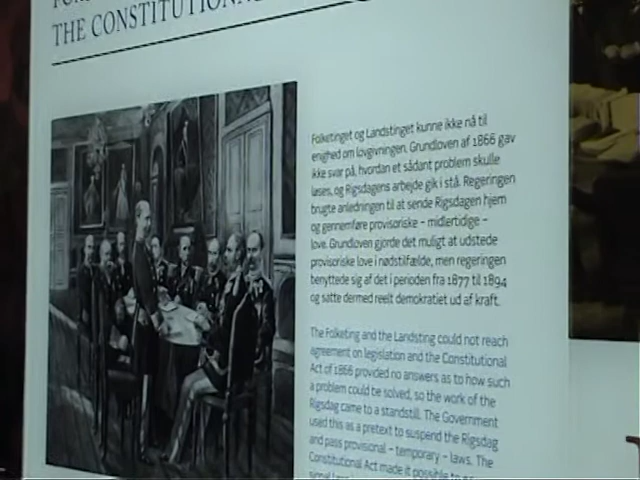 THE CONSTITUTIONAL
Folketinget og Landstinget kunne ikke nå til
enighed om lovgivningen. Grundloven af 1866 gav
ikke svar på, hvordan et sådant problem skulle
løses, og Rigsdagens arbejde gik i stå. Regeringen
brugte anledningen til at sende Rigsdagen hjem
og gennemføre provisoriske – midlertidige –
love. Grundloven gjorde det muligt at udstede
provisoriske love i nødstilfælde, men regeringen
benyttede sig af det i perioden fra 1877 til 1894
og satte dermed reelt demokratiet ud af kraft.
The Folketing and the Landsting could not reach
agreement on legislation and the Constitutional
Act of 1866 provided no answers as to how such
a problem could be solved, so the work of the
Rigsdag came to a standstill. The Government
used this as a pretext to suspend the Rigsdag
and pass provisional – temporary – laws. The
Constitutional Act made it possible to